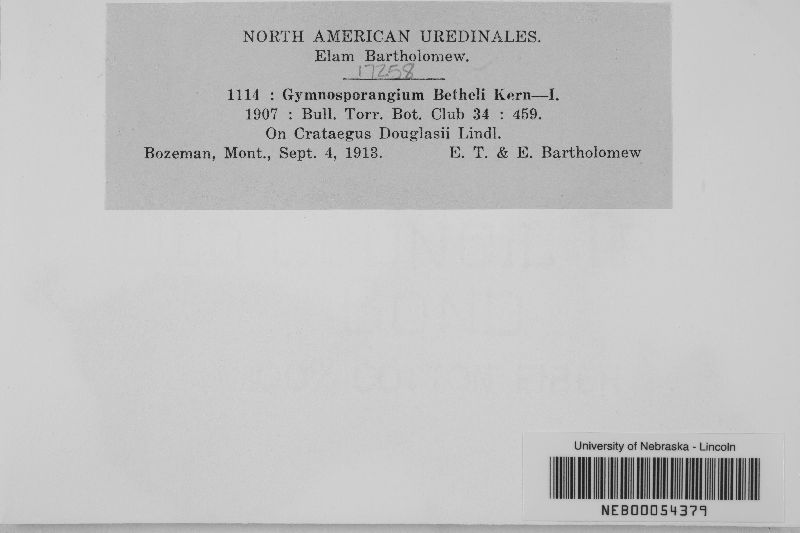 NORTH AMERICAN UREDINALES.
Elam Bartholomew.
17258
1114 : Gymnosporangium Betheli Kern—I.
1907 : Bull. Torr. Bot. Club 34 : 459.
On Crataegus Douglasii Lindl.
Bozeman, Mont., Sept. 4, 1913. E. T. & E. Bartholomew
University of Nebraska - Lincoln
NEB00054379